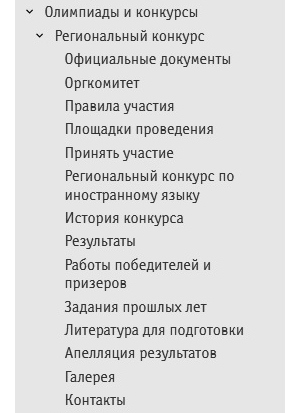 Олимпиады и конкурсы
Региональный конкурс
Официальные документы
Оргкомитет
Правила участия
Площадки проведения
Принять участие
Региональный конкурс по
иностранному языку
История конкурса
Результаты
Работы победителей и
призеров
Задания прошлых лет
Литература для подготовки
Апелляция результатов
Галерея
Контакты